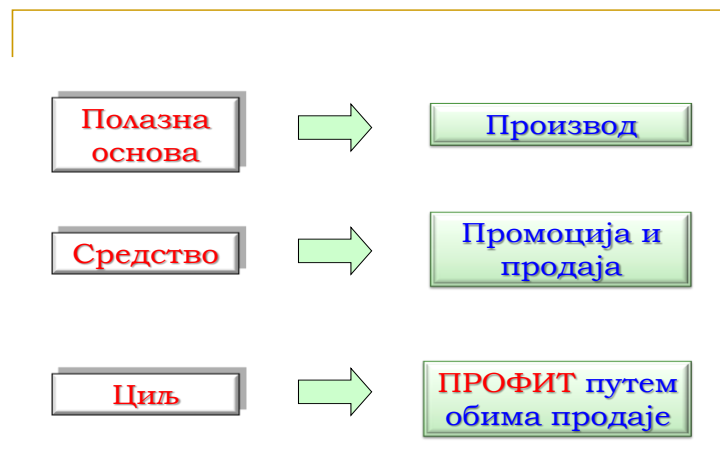 Полазна
основа
Производ
Средство
Промоција и
продаја
Циљ
ПРОФИТ путем
обима продаје